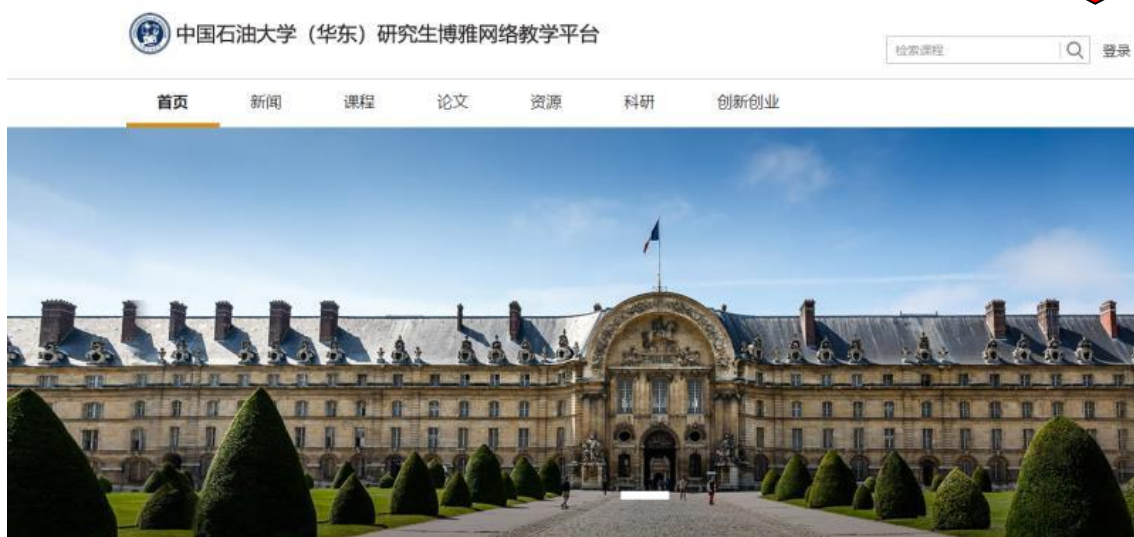 中国石油大学（华东）研究生博雅网络教学平台
检索课程
登录
首页 新闻 课程 论文 资源 科研 创新创业